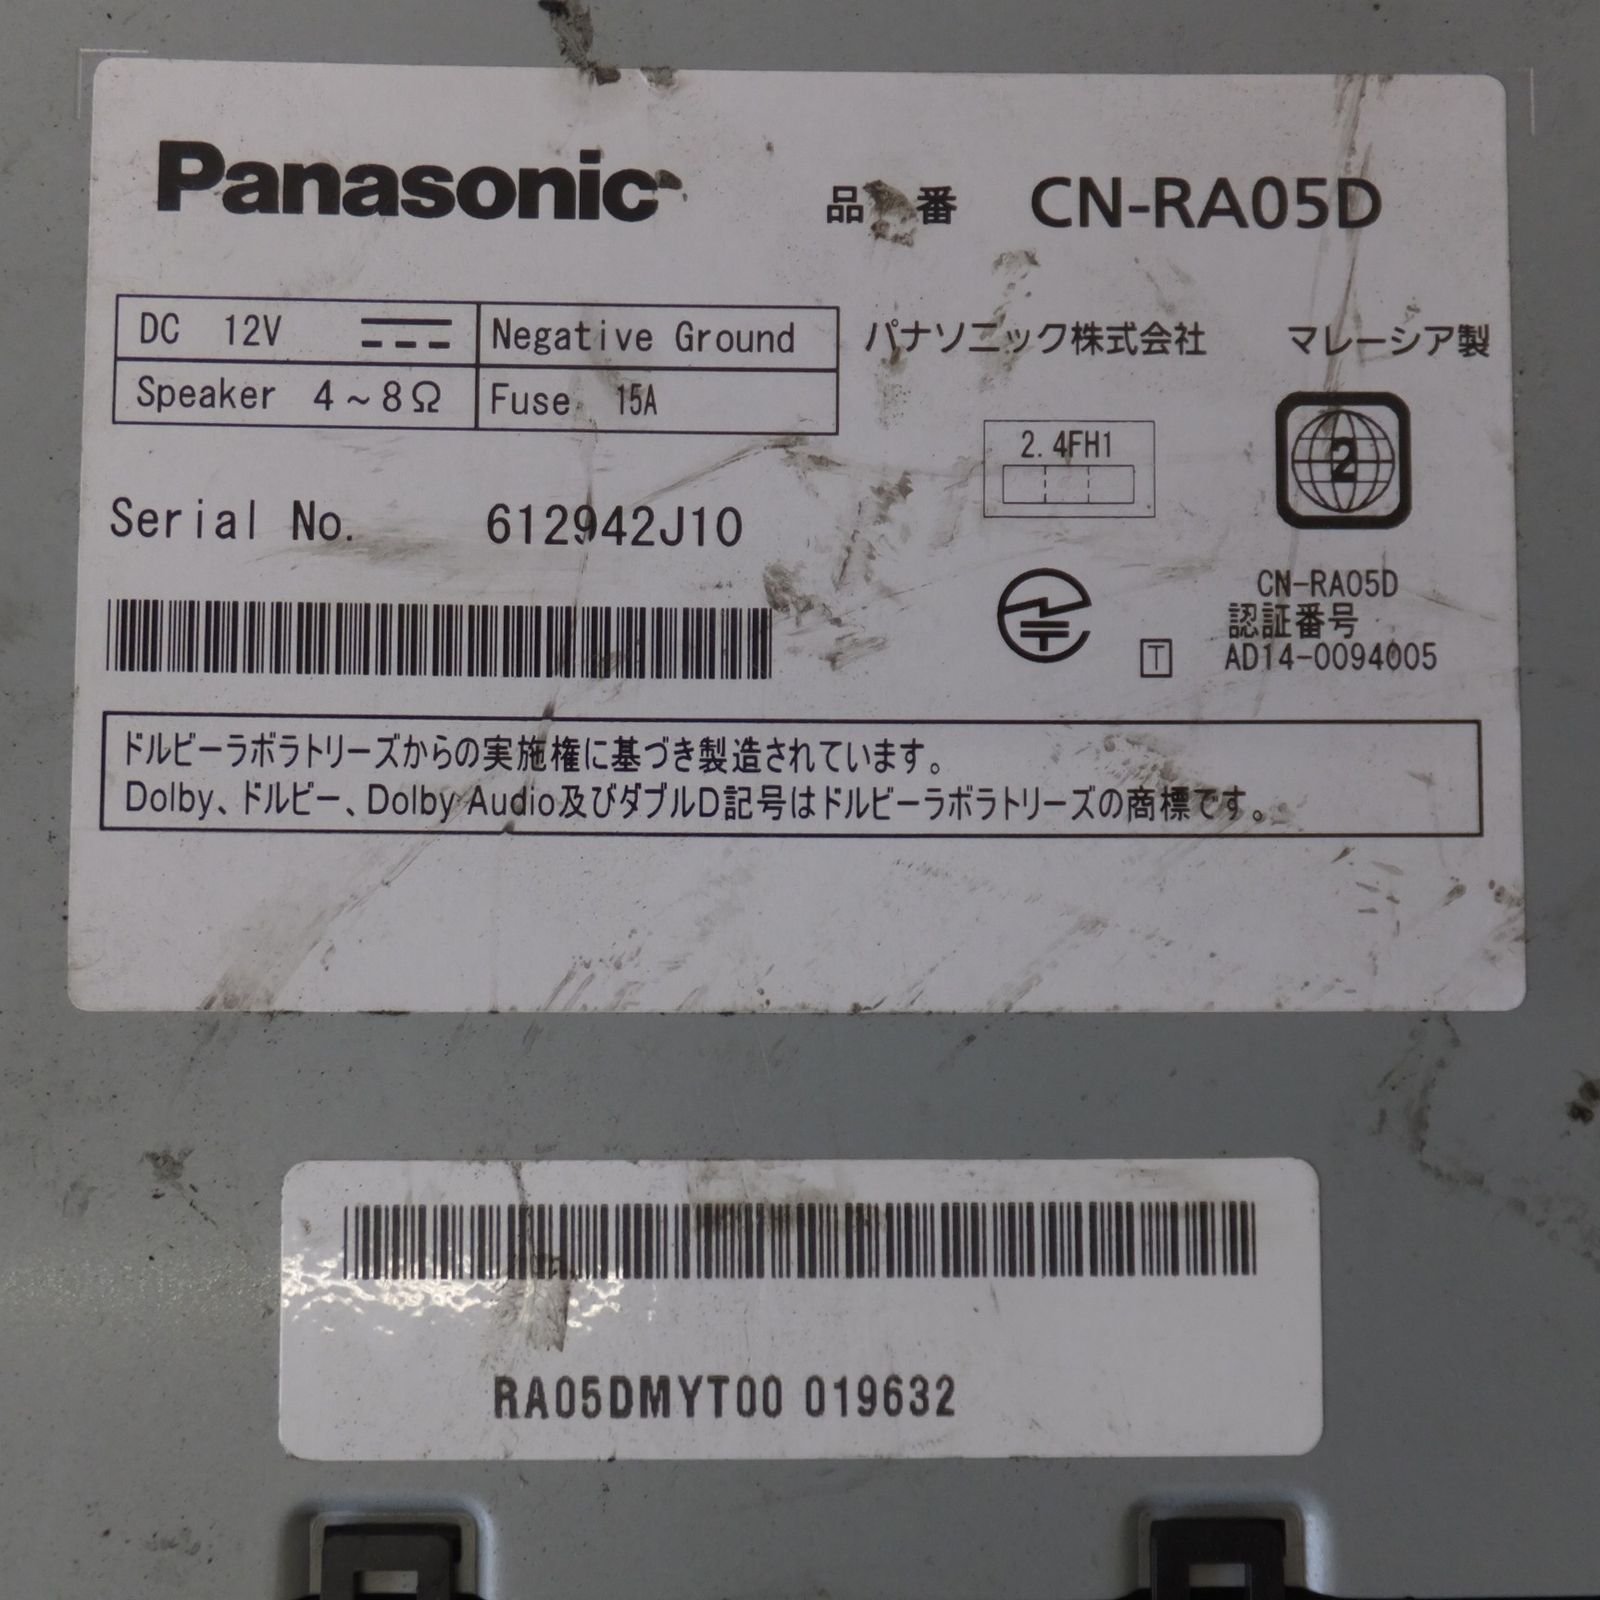 Panasonic 品番 CN-RA05D
DC 12V Negative Ground
Speaker 4～8Ω Fuse 15A
パナソニック株式会社 マレーシア製
2.4FH1
2
Serial No. 612942J10
CN-RA05D
認証番号
T AD14-0094005
ドルビーラボラトリーズからの実施権に基づき製造されています。
Dolby、ドルビー、Dolby Audio及びダブルD記号はドルビーラボラトリーズの商標です。
RA05DMYT00 019632